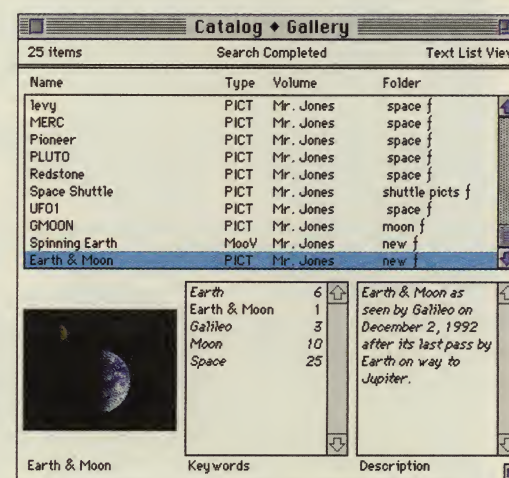 Catalog ♦ Gallery
25 items Search Completed Text List View
Name Type Volume Folder
levy PICT Mr. Jones space ƒ
MERC PICT Mr. Jones space ƒ
Pioneer PICT Mr. Jones space ƒ
PLUTO PICT Mr. Jones space ƒ
Redstone PICT Mr. Jones space ƒ
Space Shuttle PICT Mr. Jones shuttle picts ƒ
UFO1 PICT Mr. Jones space ƒ
GMOON PICT Mr. Jones moon ƒ
Spinning Earth MooV Mr. Jones new ƒ
Earth & Moon PICT Mr. Jones new ƒ
Earth 6
Earth & Moon 1
Galileo 3
Moon 10
Space 25
Earth & Moon as
seen by Galileo on
December 2, 1992
after its last pass by
Earth on way to
Jupiter.
Earth & Moon Keywords Description